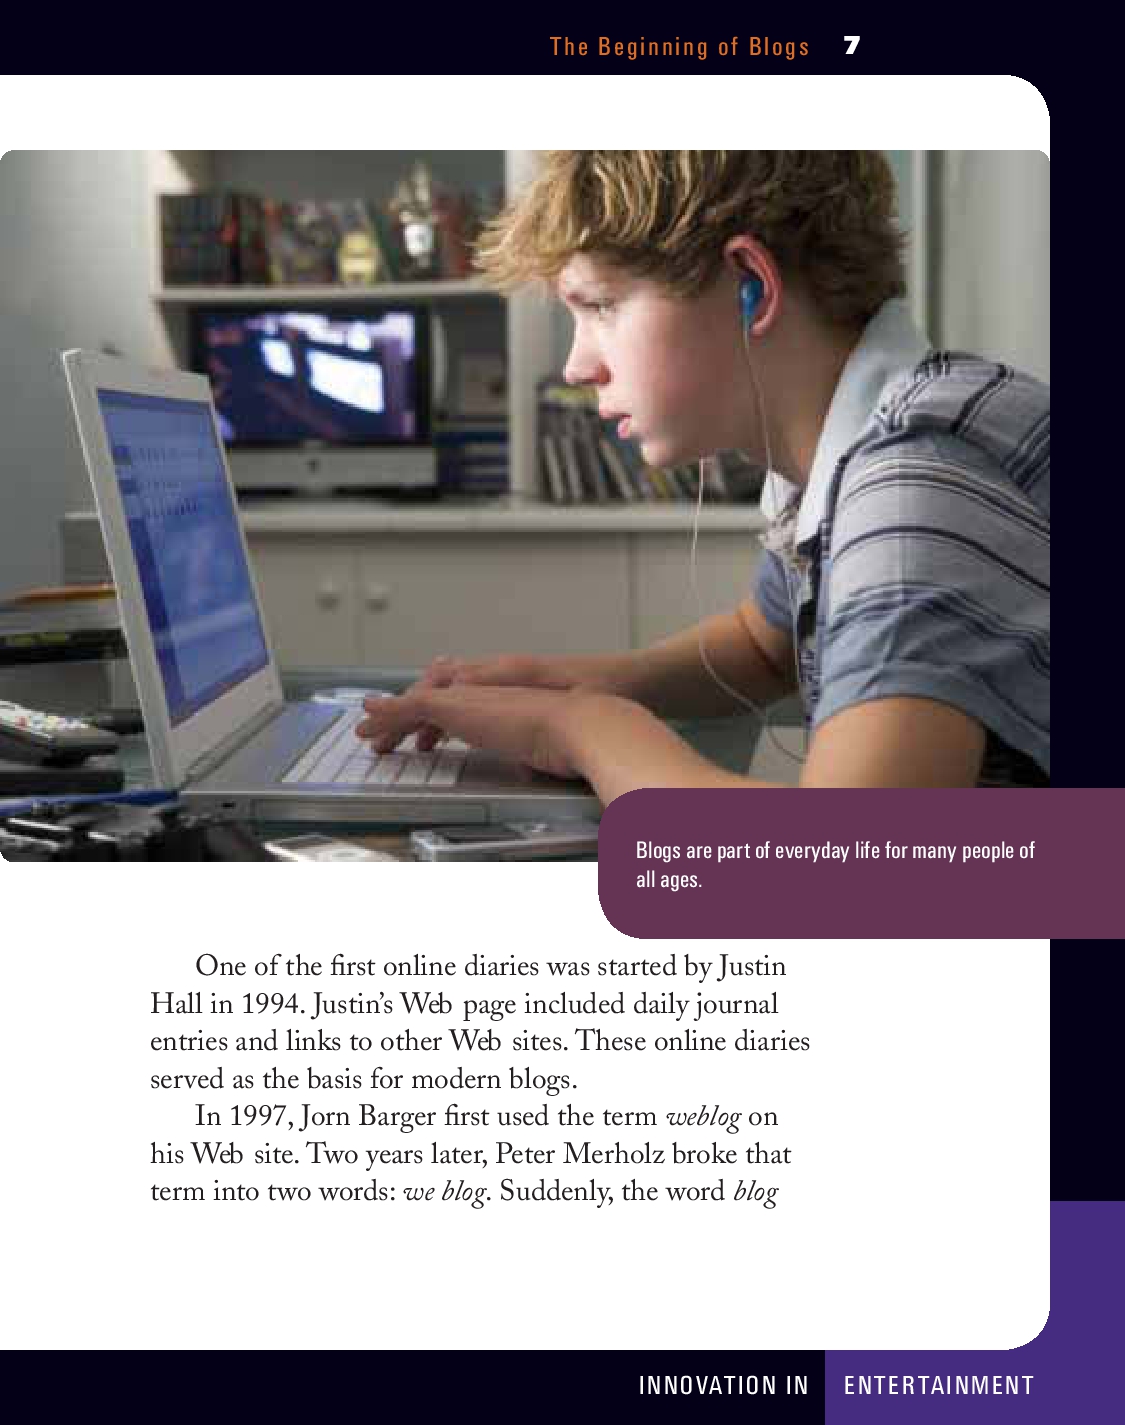 The Beginning of Blogs 7
Blogs are part of everyday life for many people of
all ages.
One of the first online diaries was started by Justin
Hall in 1994. Justin’s Web page included daily journal
entries and links to other Web sites. These online diaries
served as the basis for modern blogs.
In 1997, Jorn Barger first used the term weblog on
his Web site. Two years later, Peter Merholz broke that
term into two words: we blog. Suddenly, the word blog
INNOVATION IN ENTERTAINMENT